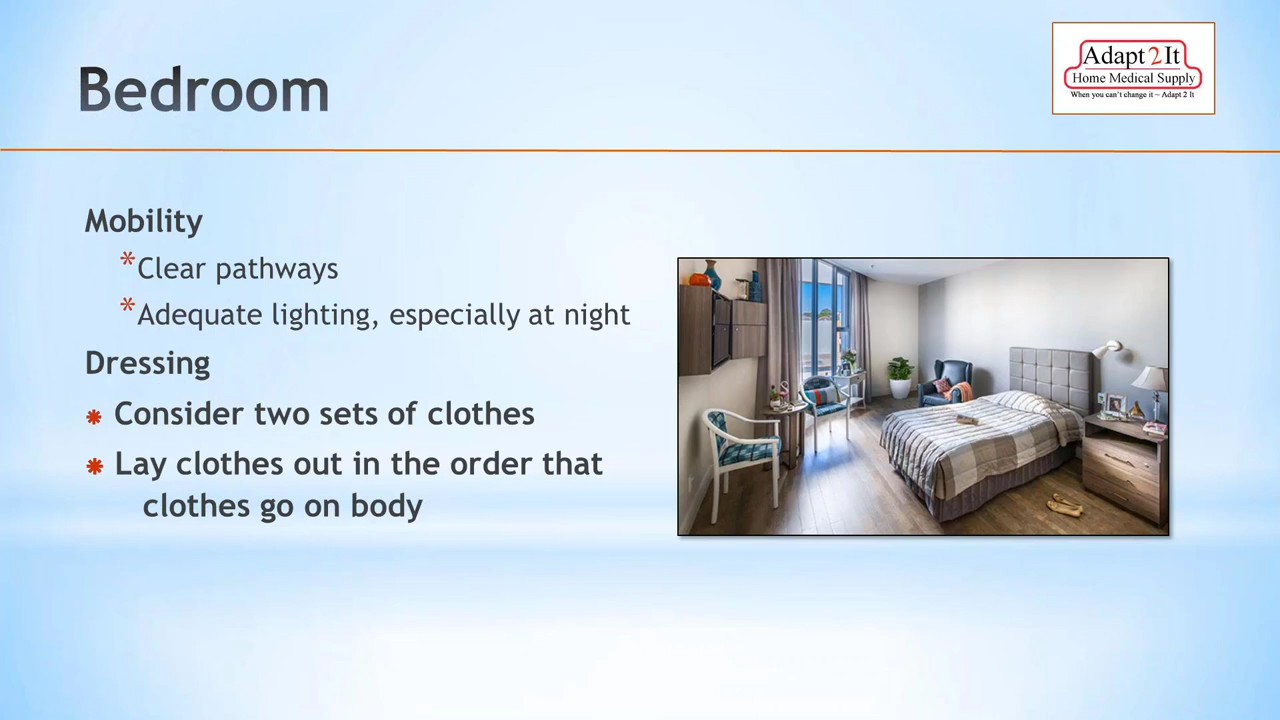 Bedroom
Adapt 2 It
Home Medical Supply
When you can't change it ~ Adapt 2 It
Mobility
*Clear pathways
*Adequate lighting, especially at night
Dressing
* Consider two sets of clothes
* Lay clothes out in the order that
clothes go on body